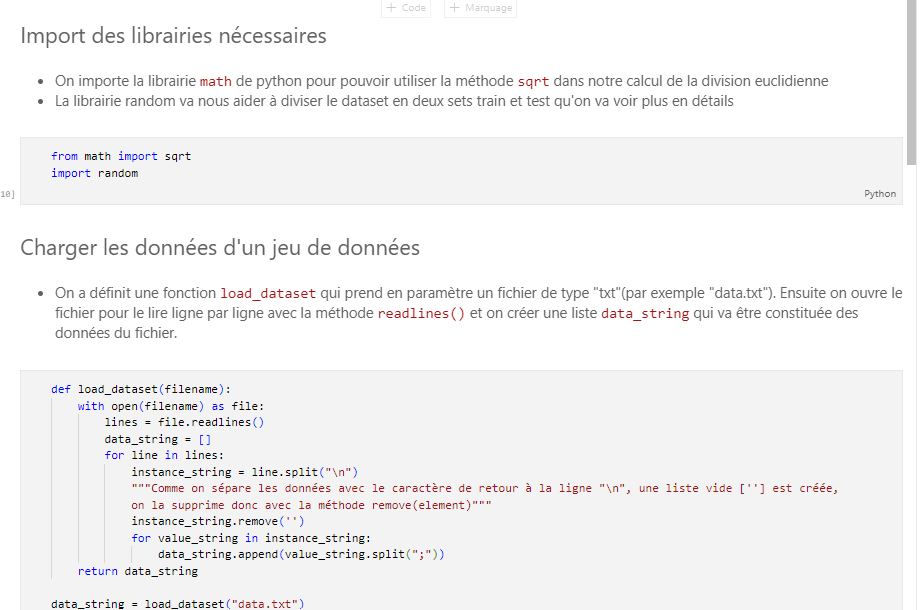 + Code + Marquage
Import des librairies nécessaires
• On importe la librairie math de python pour pouvoir utiliser la méthode sqrt dans notre calcul de la division euclidienne
• La librairie random va nous aider à diviser le dataset en deux sets train et test qu'on va voir plus en détails
from math import sqrt
import random
10]
Python
Charger les données d'un jeu de données
• On a définit une fonction load_dataset qui prend en paramètre un fichier de type "txt"(par exemple "data.txt"). Ensuite on ouvre le
fichier pour le lire ligne par ligne avec la méthode readlines() et on créer une liste data_string qui va être constituée des
données du fichier.
def load_dataset(filename):
    with open(filename) as file:
        lines = file.readlines()
        data_string = []
        for line in lines:
            instance_string = line.split("\n")
            """Comme on sépare les données avec le caractère de retour à la ligne "\n", une liste vide [''] est créée,
            on la supprime donc avec la méthode remove(element)"""
            instance_string.remove('')
            for value_string in instance_string:
                data_string.append(value_string.split(";"))
    return data_string
data_string = load_dataset("data.txt")